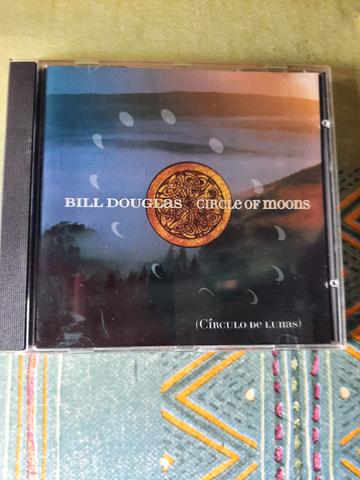 BILL DOUGLAS CIRCLE OF MOONS
(CÍRCULO DE LUNAS)